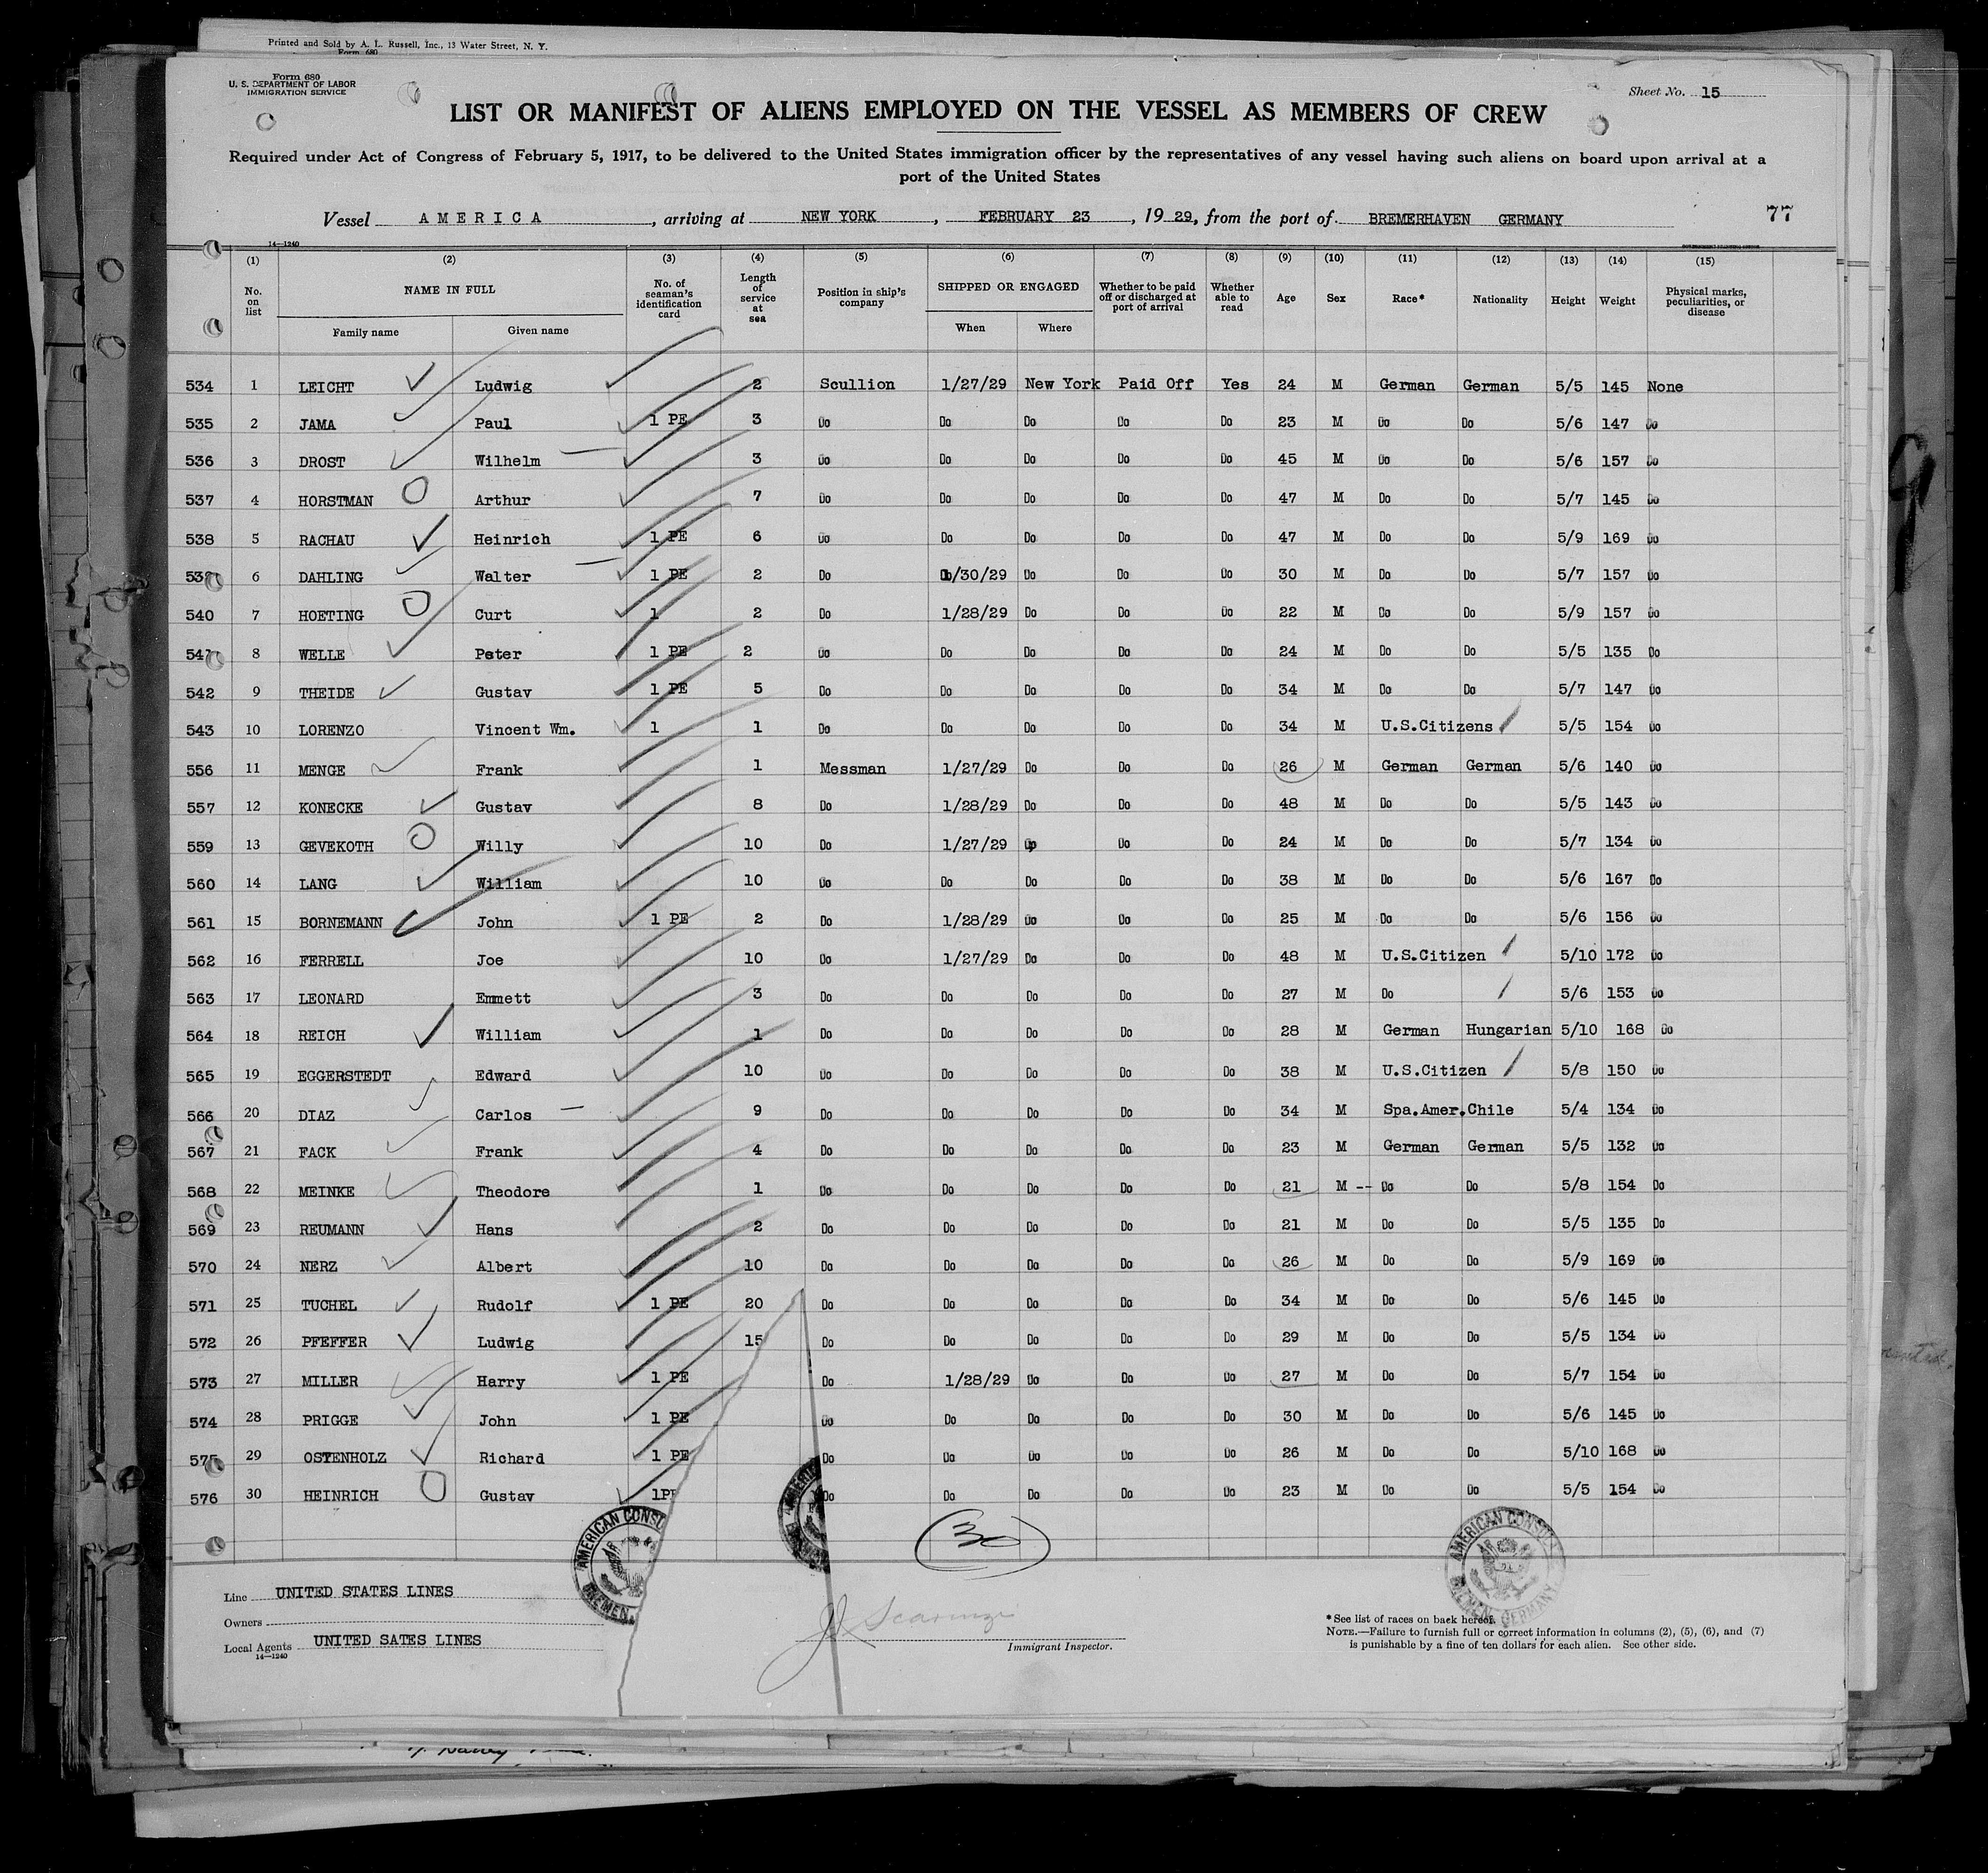 Printed and Sold by A. L. Russell, Inc., 13 Water Street, N. Y.
Form 680
Form 680
U. S. DEPARTMENT OF LABOR
IMMIGRATION SERVICE
Sheet No. 15
LIST OR MANIFEST OF ALIENS EMPLOYED ON THE VESSEL AS MEMBERS OF CREW
Required under Act of Congress of February 5, 1917, to be delivered to the United States immigration officer by the representatives of any vessel having such aliens on board upon arrival at a
port of the United States
Vessel AMERICA, arriving at NEW YORK, FEBRUARY 23, 19 29, from the port of BREMERHAVEN GERMANY 77
14—1240
(1) (2) (3) (4) (5) (6) (7) (8) (9) (10) (11) (12) (13) (14) (15)
No. on list NAME IN FULL Family name Given name No. of seaman's identification card Length of service at sea Position in ship's company SHIPPED OR ENGAGED When Where Whether to be paid off or discharged at port of arrival Whether able to read Age Sex Race* Nationality Height Weight Physical marks, peculiarities, or disease
534 1 LEICHT Ludwig 2 Scullion 1/27/29 New York Paid Off Yes 24 M German German 5/5 145 None
535 2 JAMA Paul 1 PE 3 Do Do Do Do Do 23 M Do Do 5/6 147 Do
536 3 DROST Wilhelm 3 Do Do Do Do Do 45 M Do Do 5/6 157 Do
537 4 HORSTMAN Arthur 7 Do Do Do Do Do 47 M Do Do 5/7 145 Do
538 5 RACHAU Heinrich 1 PE 6 Do Do Do Do Do 47 M Do Do 5/9 169 Do
539 6 DAHLING Walter 1 PE 2 Do 1/30/29 Do Do Do 30 M Do Do 5/7 157 Do
540 7 HOETING Curt 1 2 Do 1/28/29 Do Do Do 22 M Do Do 5/9 157 Do
541 8 WELLE Peter 1 PE 2 Do Do Do Do Do 24 M Do Do 5/5 135 Do
542 9 THEIDE Gustav 1 PE 5 Do Do Do Do Do 34 M Do Do 5/7 147 Do
543 10 LORENZO Vincent Wm. 1 1 Do Do Do Do Do 34 M U.S.Citizens 5/5 154 Do
556 11 MENGE Frank 1 Messman 1/27/29 Do Do Do 26 M German German 5/6 140 Do
557 12 KONECKE Gustav 8 Do 1/28/29 Do Do Do 48 M Do Do 5/5 143 Do
559 13 GEVEKOTH Willy 10 Do 1/27/29 Do Do Do 24 M Do Do 5/7 134 Do
560 14 LANG William 10 Do Do Do Do Do 38 M Do Do 5/6 167 Do
561 15 BORNEMANN John 1 PE 2 Do 1/28/29 Do Do Do 25 M Do Do 5/6 156 Do
562 16 FERRELL Joe 10 Do 1/27/29 Do Do Do 48 M U.S.Citizen 5/10 172 Do
563 17 LEONARD Emmett 3 Do Do Do Do Do 27 M Do 5/6 153 Do
564 18 REICH William 1 Do Do Do Do Do 28 M German Hungarian 5/10 168 Do
565 19 EGGERSTEDT Edward 10 Do Do Do Do Do 38 M U.S.Citizen 5/8 150 Do
566 20 DIAZ Carlos 9 Do Do Do Do Do 34 M Spa.Amer. Chile 5/4 134 Do
567 21 FACK Frank 4 Do Do Do Do Do 23 M German German 5/5 132 Do
568 22 MEINKE Theodore 1 Do Do Do Do Do 21 M -- Do Do 5/8 154 Do
569 23 REUMANN Hans 2 Do Do Do Do Do 21 M Do Do 5/5 135 Do
570 24 NERZ Albert 10 Do Do Do Do Do 26 M Do Do 5/9 169 Do
571 25 TUCHEL Rudolf 1 PE 20 Do Do Do Do Do 34 M Do Do 5/6 145 Do
572 26 PFEFFER Ludwig 15 Do Do Do Do Do 29 M Do Do 5/5 134 Do
573 27 MILLER Harry 1 PE Do 1/28/29 Do Do Do 27 M Do Do 5/7 154 Do
574 28 PRIGGE John 1 PE Do Do Do Do Do 30 M Do Do 5/6 145 Do
575 29 OSTENHOLZ Richard 1 PE Do Do Do Do Do 26 M Do Do 5/10 168 Do
576 30 HEINRICH Gustav 1P Do Do Do Do Do 23 M Do Do 5/5 154 Do
30
AMERICAN CONSU BREMEN
AMERI
AMERICAN CONSUL BREMEN, GERMANY
Line UNITED STATES LINES
Owners
Local Agents UNITED SATES LINES
14—1240
J Scarinzi
Immigrant Inspector.
*See list of races on back hereof.
NOTE.—Failure to furnish full or correct information in columns (2), (5), (6), and (7)
is punishable by a fine of ten dollars for each alien. See other side.